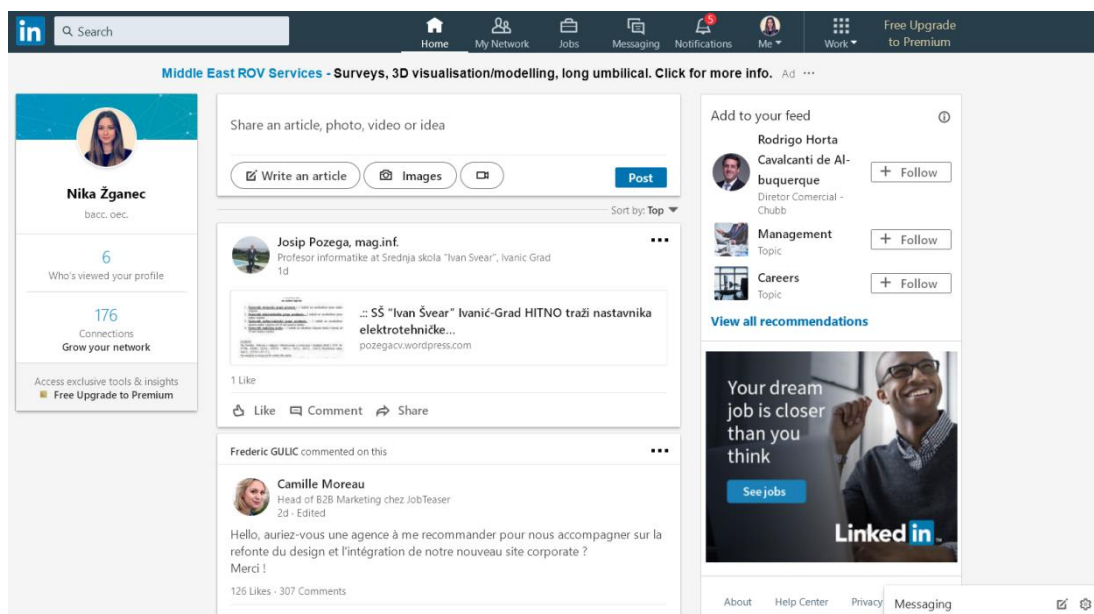 in
Search
Home
My Network
Jobs
Messaging
5
Notifications
Me
Work
Free Upgrade
to Premium
Middle East ROV Services - Surveys, 3D visualisation/modelling, long umbilical. Click for more info. Ad ···
Nika Žganec
bacc. oec.
6
Who's viewed your profile
176
Connections
Grow your network
Access exclusive tools & insights
Free Upgrade to Premium
Share an article, photo, video or idea
Write an article
Images
Post
Sort by: Top
Josip Pozega, mag.inf.
Profesor informatike at Srednja skola "Ivan Svear", Ivanic Grad
1d
.:: SŠ "Ivan Švear" Ivanić-Grad HITNO traži nastavnika
elektrotehničke...
pozegacv.wordpress.com
1 Like
Like Comment Share
Frederic GULIC commented on this
Camille Moreau
Head of B2B Marketing chez JobTeaser
2d - Edited
Hello, auriez-vous une agence à me recommander pour nous accompagner sur la
refonte du design et l'intégration de notre nouveau site corporate ?
Merci !
126 Likes - 307 Comments
Add to your feed
Rodrigo Horta
Cavalcanti de Al-
buquerque
Diretor Comercial -
Chubb
+ Follow
Management
Topic
+ Follow
Careers
Topic
+ Follow
View all recommendations
Your dream
job is closer
than you
think
See jobs
Linked in
About Help Center Privacy
Messaging